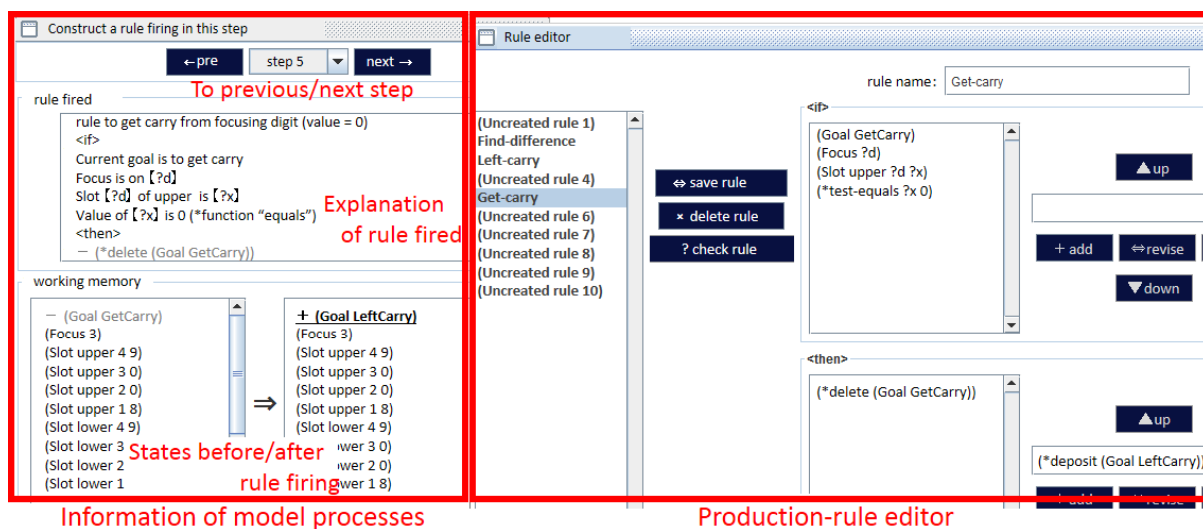 Construct a rule firing in this step
←pre
step 5
next →
To previous/next step
rule fired
rule to get carry from focusing digit (value = 0)
<if>
Current goal is to get carry
Focus is on【?d】
Slot【?d】of upper is【?x】
Value of【?x】is 0 (*function “equals”)
<then>
− (*delete (Goal GetCarry))
Explanation
of rule fired
working memory
− (Goal GetCarry)
(Focus 3)
(Slot upper 4 9)
(Slot upper 3 0)
(Slot upper 2 0)
(Slot upper 1 8)
(Slot lower 4 9)
(Slot lower 3
(Slot lower 2
(Slot lower 1
⇒
+ (Goal LeftCarry)
(Focus 3)
(Slot upper 4 9)
(Slot upper 3 0)
(Slot upper 2 0)
(Slot upper 1 8)
(Slot lower 4 9)
wer 3 0)
wer 2 0)
wer 1 8)
States before/after
rule firing
Information of model processes
Rule editor
rule name:
Get-carry
(Uncreated rule 1)
Find-difference
Left-carry
(Uncreated rule 4)
Get-carry
(Uncreated rule 6)
(Uncreated rule 7)
(Uncreated rule 8)
(Uncreated rule 9)
(Uncreated rule 10)
⇔ save rule
× delete rule
? check rule
<if>
(Goal GetCarry)
(Focus ?d)
(Slot upper ?d ?x)
(*test-equals ?x 0)
▲up
+ add
⇔revise
▼down
<then>
(*delete (Goal GetCarry))
▲up
(*deposit (Goal LeftCarry))
Production-rule editor